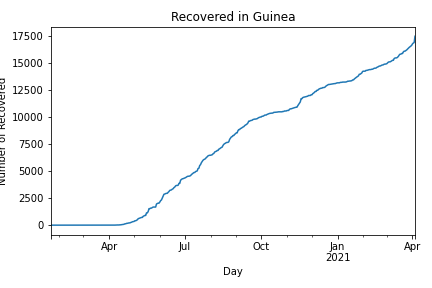 Recovered in Guinea
Number of Recovered
17500
15000
12500
10000
7500
5000
2500
0
Apr
Jul
Oct
Jan
2021
Apr
Day